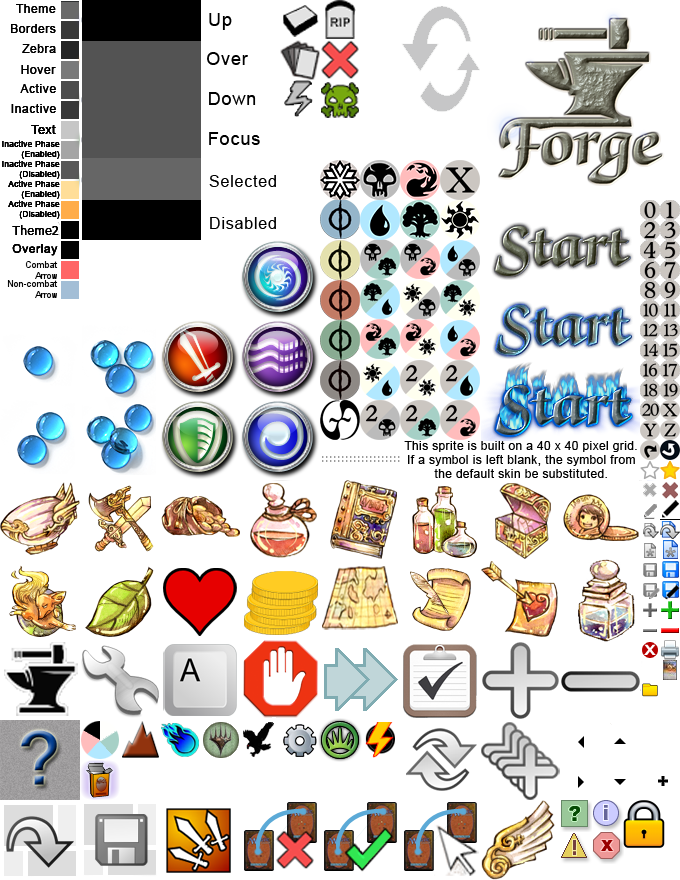 Theme
Borders
Zebra
Hover
Active
Inactive
Text
Inactive Phase
(Enabled)
Inactive Phase
(Disabled)
Active Phase
(Enabled)
Active Phase
(Disabled)
Theme2
Overlay
Combat
Arrow
Non-combat
Arrow
Up
Over
Down
Focus
Selected
Disabled
RIP
Forge
X
Start
Start
Start
2
2
2
2
2
0 1
2 3
4 5
6 7
8 9
10 11
12 13
14 15
16 17
18 19
20 X
Y Z
This sprite is built on a 40 x 40 pixel grid.
If a symbol is left blank, the symbol from
the default skin be substituted.
A
?
?
i
!
x